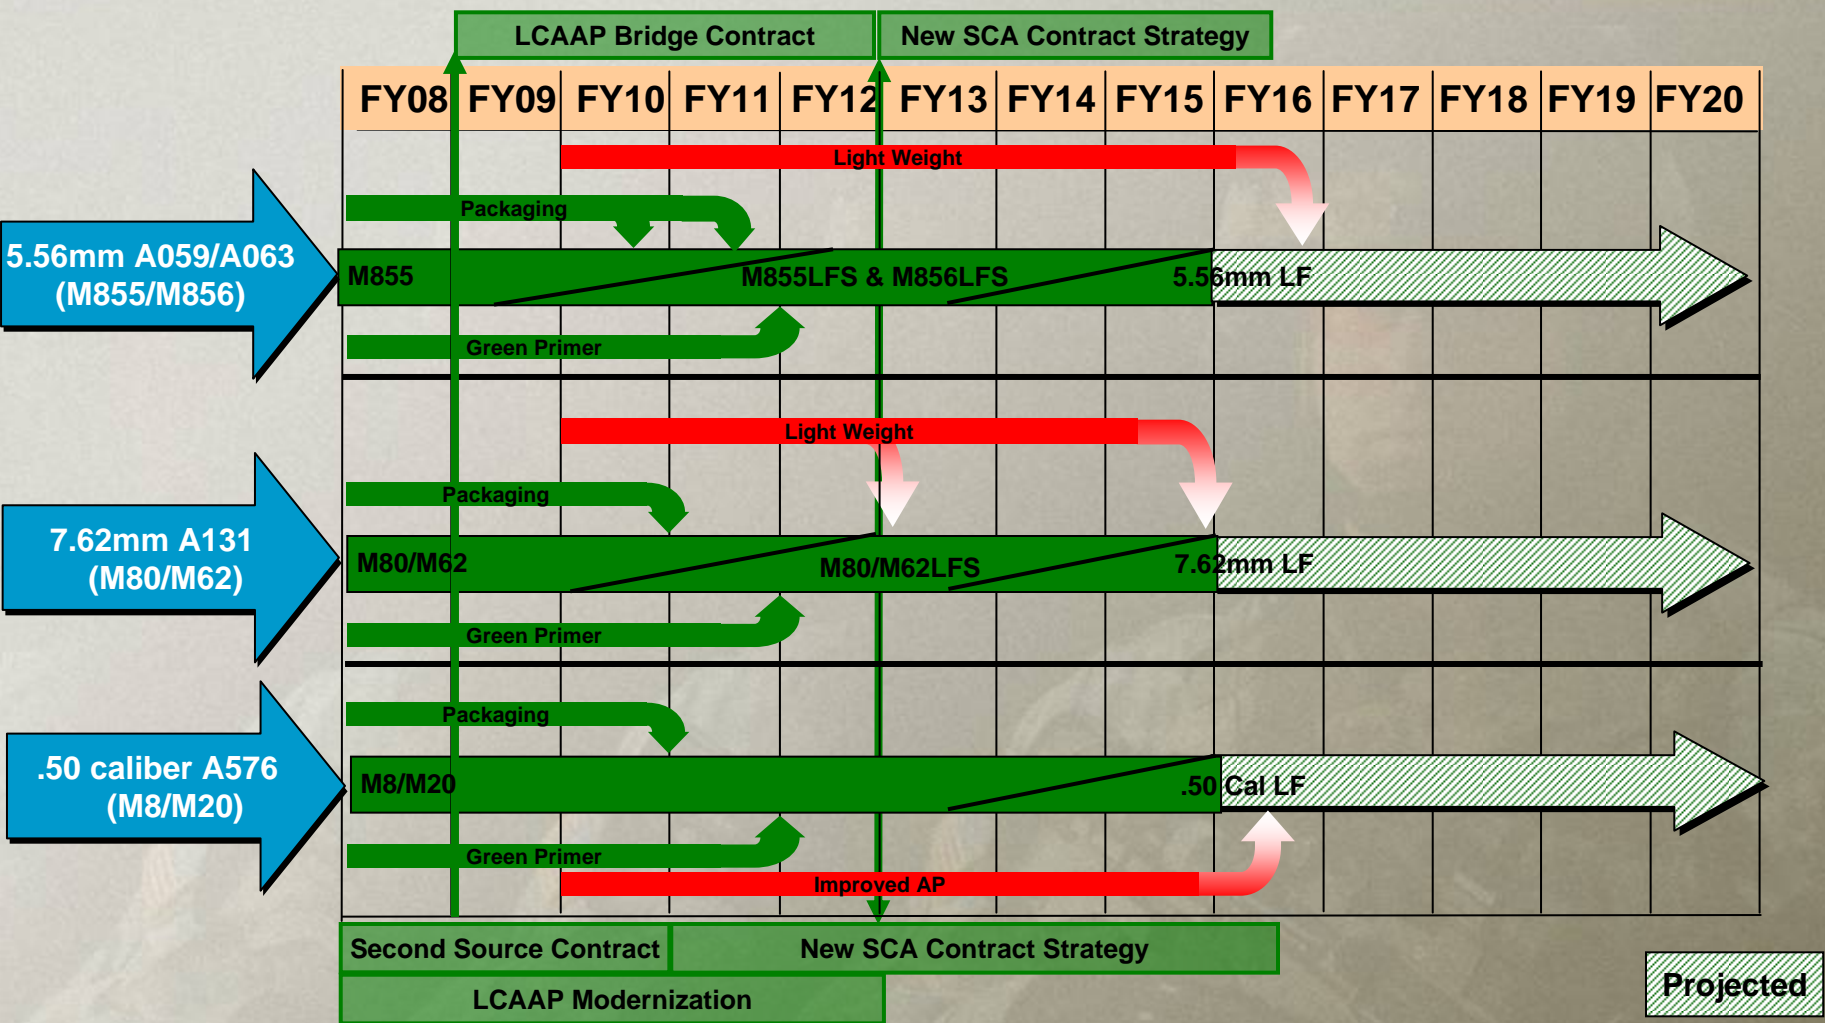 LCAAP Bridge Contract
New SCA Contract Strategy
FY08 FY09 FY10 FY11 FY12 FY13 FY14 FY15 FY16 FY17 FY18 FY19 FY20
Light Weight
Packaging
5.56mm A059/A063
(M855/M856)
M855
M855LFS & M856LFS
5.56mm LF
Green Primer
Light Weight
Packaging
7.62mm A131
(M80/M62)
M80/M62
M80/M62LFS
7.62mm LF
Green Primer
Packaging
.50 caliber A576
(M8/M20)
M8/M20
.50 Cal LF
Green Primer
Improved AP
Second Source Contract
New SCA Contract Strategy
LCAAP Modernization
Projected